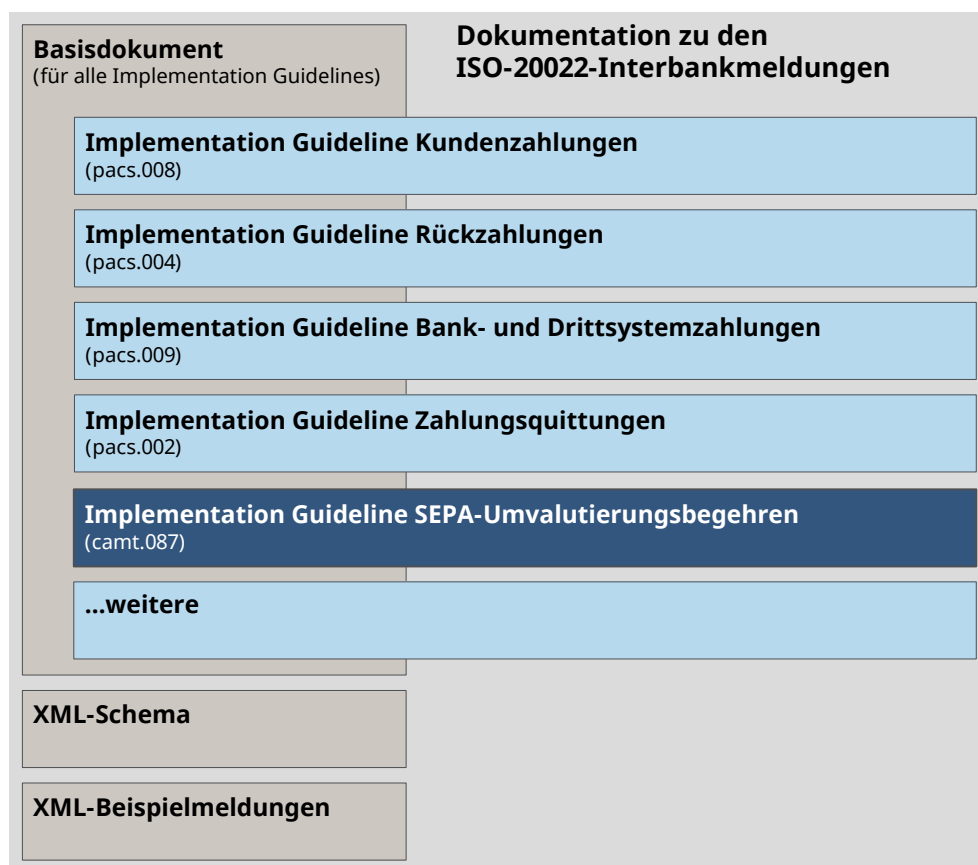 Basisdokument
(für alle Implementation Guidelines)
Dokumentation zu den
ISO-20022-Interbankmeldungen
Implementation Guideline Kundenzahlungen
(pacs.008)
Implementation Guideline Rückzahlungen
(pacs.004)
Implementation Guideline Bank- und Drittsystemzahlungen
(pacs.009)
Implementation Guideline Zahlungsquittungen
(pacs.002)
Implementation Guideline SEPA-Umvalutierungsbegehren
(camt.087)
...weitere
XML-Schema
XML-Beispielmeldungen